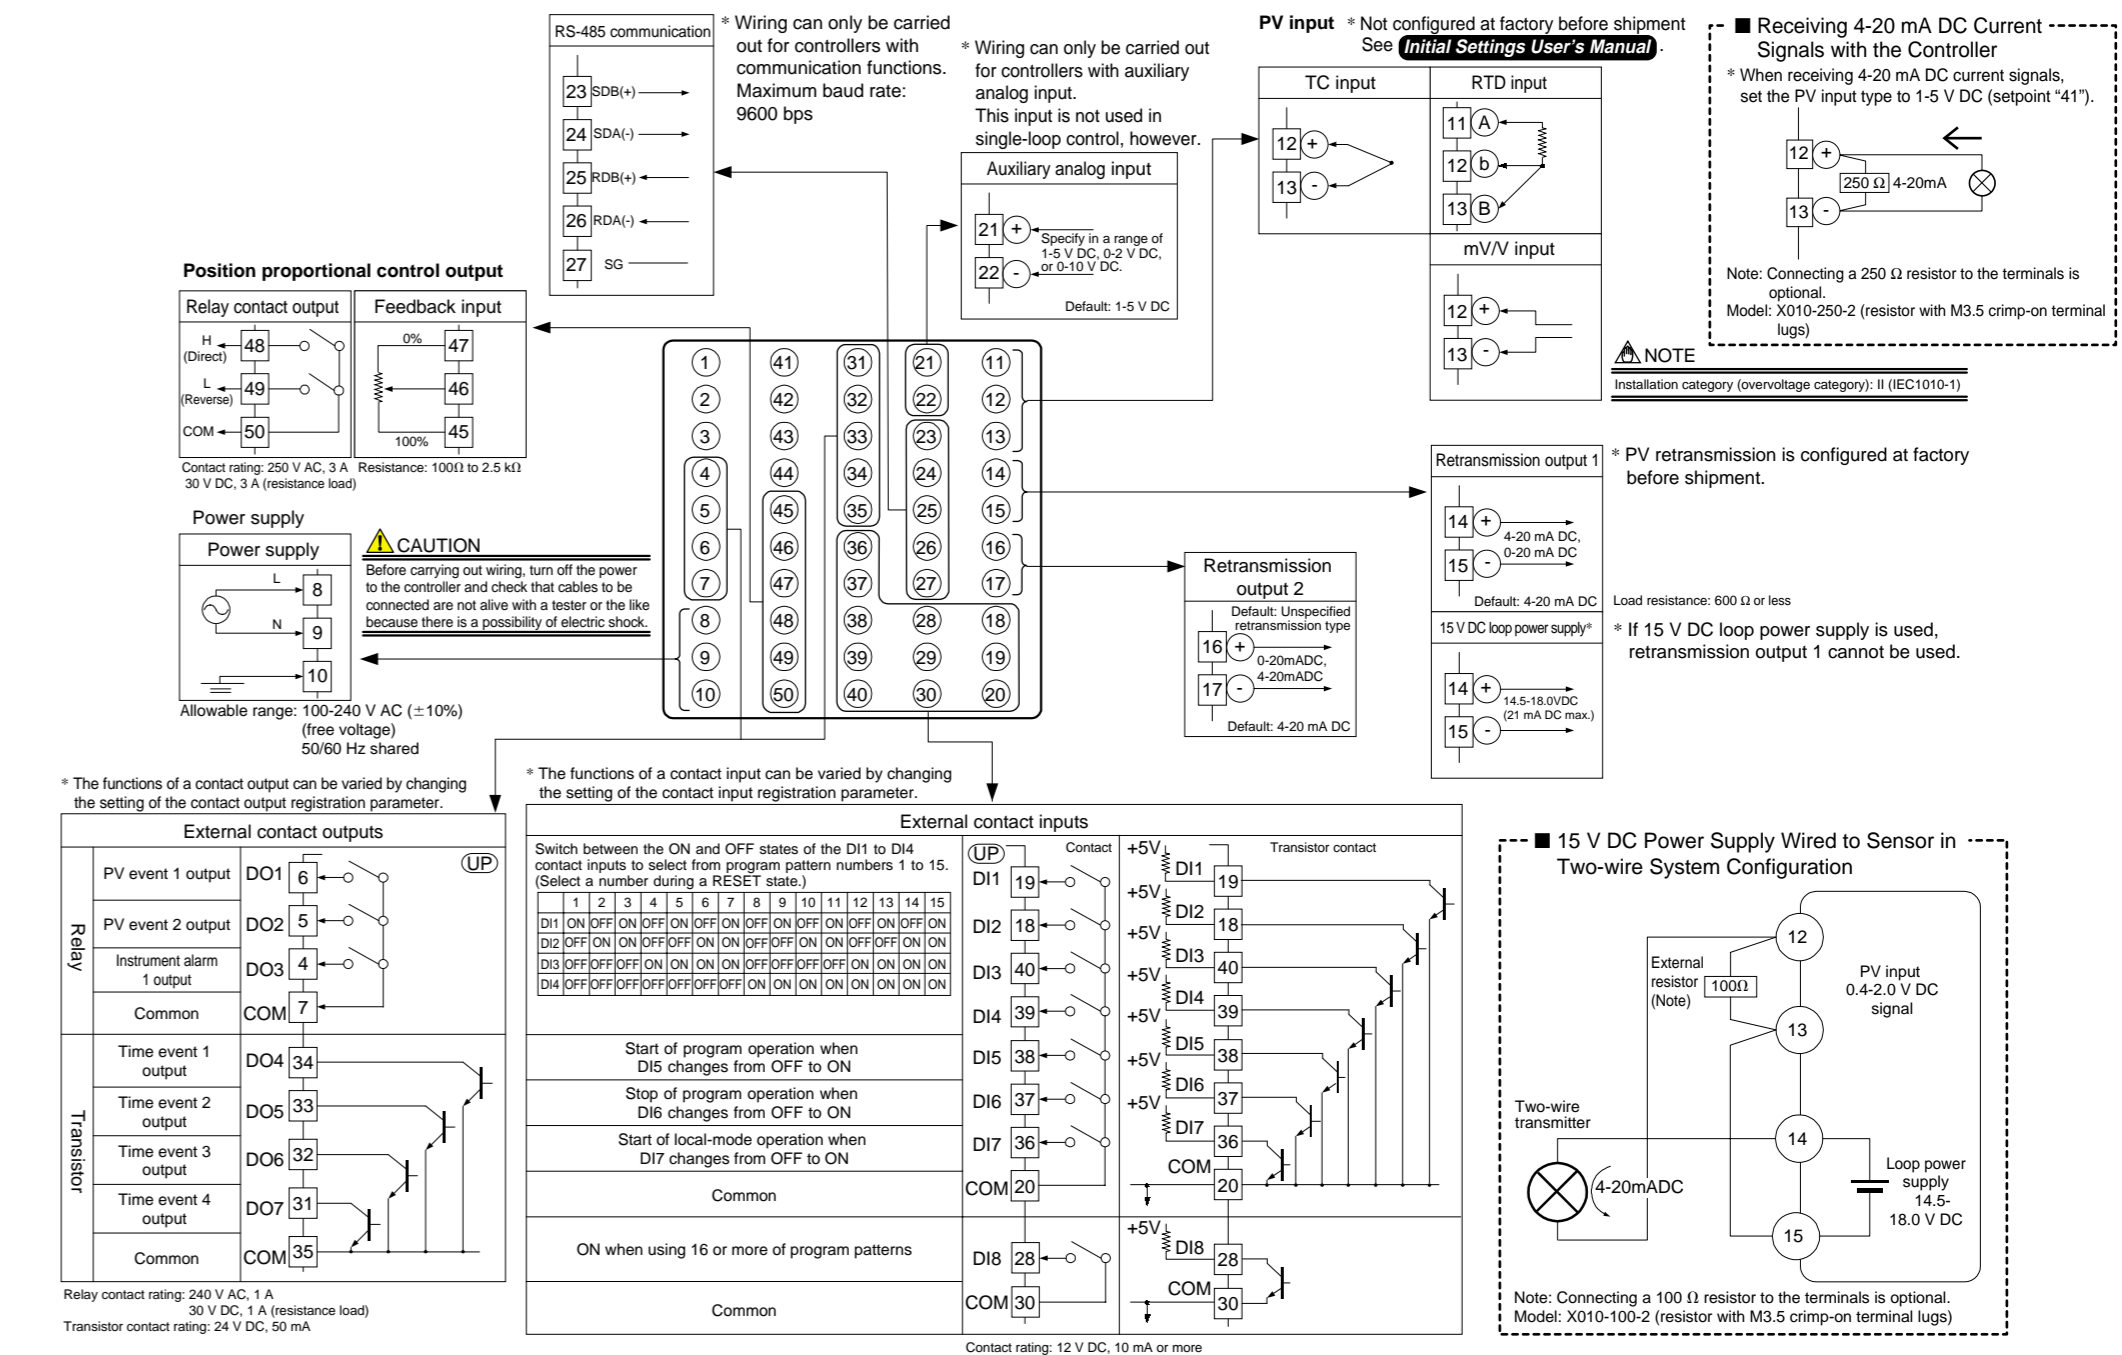 RS-485 communication
23 SDB(+)
24 SDA(-)
25 RDB(+)
26 RDA(-)
27 SG
* Wiring can only be carried
out for controllers with
communication functions.
Maximum baud rate:
9600 bps
* Wiring can only be carried out
for controllers with auxiliary
analog input.
This input is not used in
single-loop control, however.
Auxiliary analog input
21 +
Specify in a range of
1-5 V DC, 0-2 V DC,
or 0-10 V DC.
22 -
Default: 1-5 V DC
PV input * Not configured at factory before shipment
See Initial Settings User's Manual .
TC input
12 +
13 -
RTD input
11 A
12 b
13 B
mV/V input
12 +
13 -
■ Receiving 4-20 mA DC Current
Signals with the Controller
* When receiving 4-20 mA DC current signals,
set the PV input type to 1-5 V DC (setpoint “41”).
12 +
250 Ω 4-20mA
13 -
Note: Connecting a 250 Ω resistor to the terminals is
optional.
Model: X010-250-2 (resistor with M3.5 crimp-on terminal
lugs)
NOTE
Installation category (overvoltage category): II (IEC1010-1)
Position proportional control output
Relay contact output
H
(Direct)
48
L
(Reverse)
49
COM 50
Contact rating: 250 V AC, 3 A
30 V DC, 3 A (resistance load)
Feedback input
0% 47
46
100% 45
Resistance: 100Ω to 2.5 kΩ
Power supply
Power supply
L 8
N 9
10
Allowable range: 100-240 V AC (±10%)
(free voltage)
50/60 Hz shared
CAUTION
Before carrying out wiring, turn off the power
to the controller and check that cables to be
connected are not alive with a tester or the like
because there is a possibility of electric shock.
1 41 31 21 11
2 42 32 22 12
3 43 33 23 13
4 44 34 24 14
5 45 35 25 15
6 46 36 26 16
7 47 37 27 17
8 48 38 28 18
9 49 39 29 19
10 50 40 30 20
Retransmission
output 2
Default: Unspecified
retransmission type
16 +
0-20mADC,
4-20mADC
17 -
Default: 4-20 mA DC
Retransmission output 1
14 +
4-20 mA DC,
0-20 mA DC
15 -
Default: 4-20 mA DC
* PV retransmission is configured at factory
before shipment.
Load resistance: 600 Ω or less
15 V DC loop power supply*
14 +
14.5-18.0VDC
(21 mA DC max.)
15 -
* If 15 V DC loop power supply is used,
retransmission output 1 cannot be used.
* The functions of a contact output can be varied by changing
the setting of the contact output registration parameter.
External contact outputs
UP
Relay
PV event 1 output DO1 6
PV event 2 output DO2 5
Instrument alarm
1 output
DO3 4
Common COM 7
Transistor
Time event 1
output
DO4 34
Time event 2
output
DO5 33
Time event 3
output
DO6 32
Time event 4
output
DO7 31
Common COM 35
Relay contact rating: 240 V AC, 1 A
30 V DC, 1 A (resistance load)
Transistor contact rating: 24 V DC, 50 mA
* The functions of a contact input can be varied by changing
the setting of the contact input registration parameter.
External contact inputs
Switch between the ON and OFF states of the DI1 to DI4
contact inputs to select from program pattern numbers 1 to 15.
(Select a number during a RESET state.)
1 2 3 4 5 6 7 8 9 10 11 12 13 14 15
DI1 ON OFF ON OFF ON OFF ON OFF ON OFF ON OFF ON OFF ON
DI2 OFF ON ON OFF OFF ON ON OFF OFF ON ON OFF OFF ON ON
DI3 OFF OFF OFF ON ON ON ON OFF OFF OFF OFF ON ON ON ON
DI4 OFF OFF OFF OFF OFF OFF OFF ON ON ON ON ON ON ON ON
Start of program operation when
DI5 changes from OFF to ON
Stop of program operation when
DI6 changes from OFF to ON
Start of local-mode operation when
DI7 changes from OFF to ON
Common
ON when using 16 or more of program patterns
Common
UP Contact
DI1 19
DI2 18
DI3 40
DI4 39
DI5 38
DI6 37
DI7 36
COM 20
DI8 28
COM 30
Transistor contact
+5V DI1 19
+5V DI2 18
+5V DI3 40
+5V DI4 39
+5V DI5 38
+5V DI6 37
+5V DI7 36
COM 20
+5V DI8 28
COM 30
Contact rating: 12 V DC, 10 mA or more
■ 15 V DC Power Supply Wired to Sensor in
Two-wire System Configuration
12
External
resistor
(Note)
100Ω
PV input
0.4-2.0 V DC
signal
13
Two-wire
transmitter
4-20mADC
14
Loop power
supply
14.5-
18.0 V DC
15
Note: Connecting a 100 Ω resistor to the terminals is optional.
Model: X010-100-2 (resistor with M3.5 crimp-on terminal lugs)